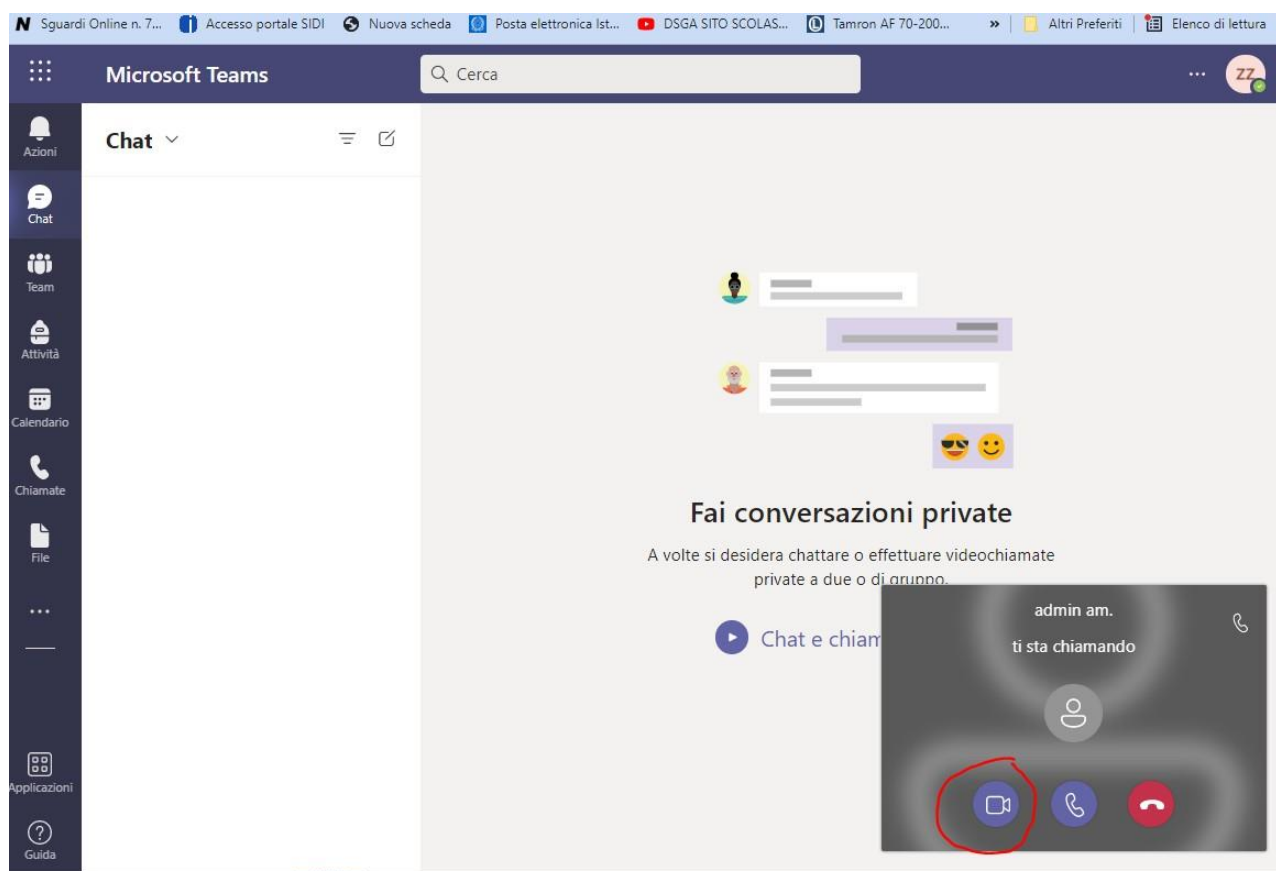 Sguardi Online n. 7... Accesso portale SIDI Nuova scheda Posta elettronica Ist... DSGA SITO SCOLAS... Tamron AF 70-200... » Altri Preferiti Elenco di lettura
Microsoft Teams
Cerca
ZZ
Azioni
Chat
Team
Attività
Calendario
Chiamate
File
Applicazioni
Guida
Chat
Fai conversazioni private
A volte si desidera chattare o effettuare videochiamate
private a due o di gruppo.
Chat e chiam
admin am.
ti sta chiamando